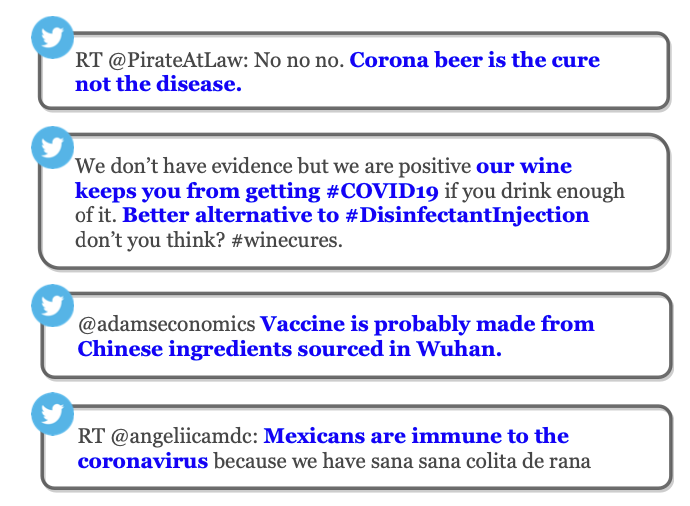 RT @PirateAtLaw: No no no. Corona beer is the cure
not the disease.
We don’t have evidence but we are positive our wine
keeps you from getting #COVID19 if you drink enough
of it. Better alternative to #DisinfectantInjection
don’t you think? #winecures.
@adamseconomics Vaccine is probably made from
Chinese ingredients sourced in Wuhan.
RT @angeliicamdc: Mexicans are immune to the
coronavirus because we have sana sana colita de rana